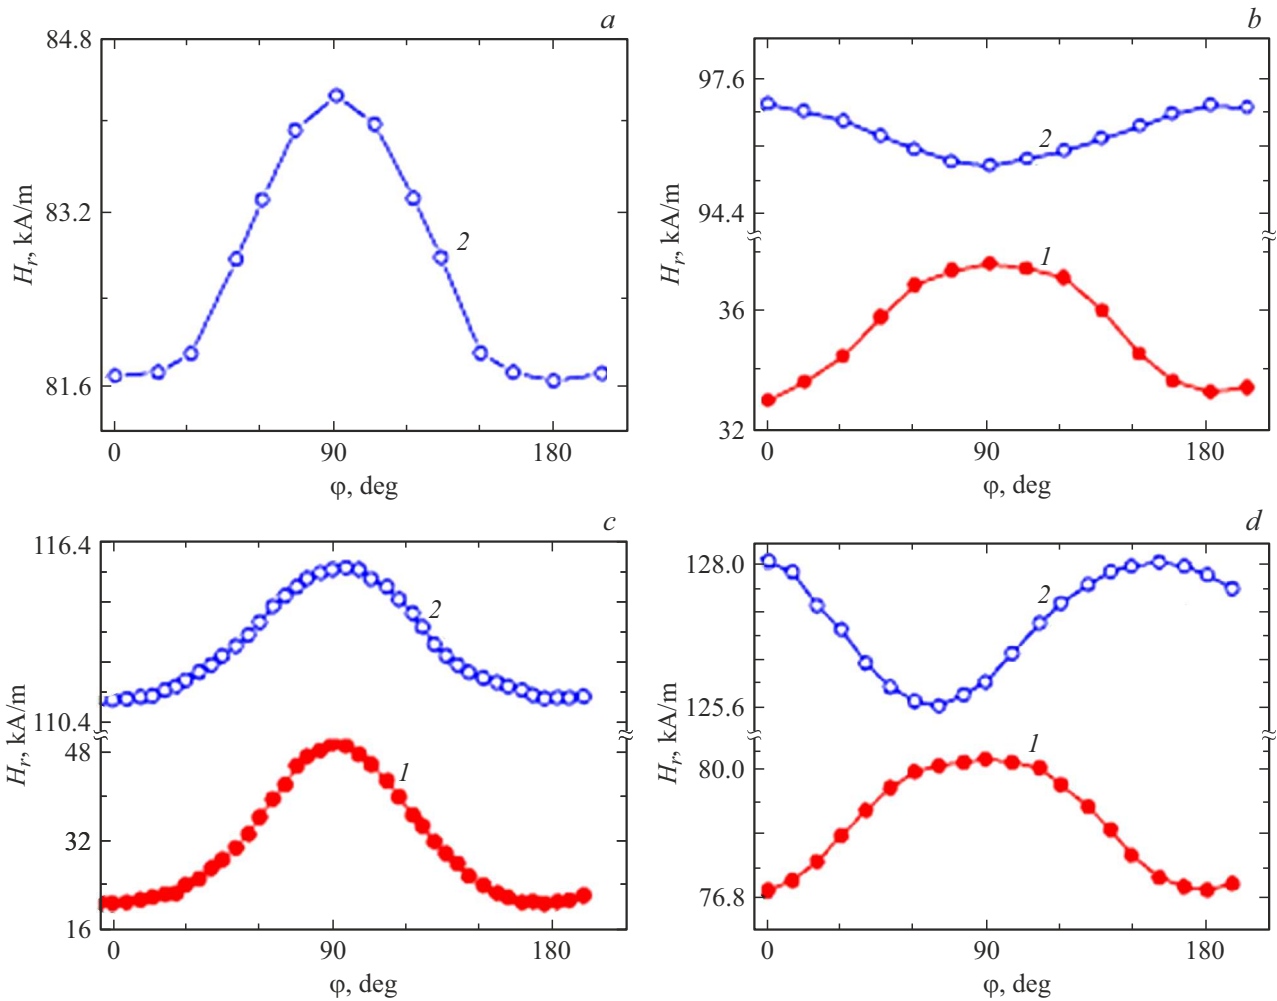 a
84.8
83.2
81.6
H_r, kA/m
2
0 90 180
φ, deg
b
97.6
94.4
36
32
H_r, kA/m
2
1
0 90 180
φ, deg
c
116.4
110.4
48
32
16
H_r, kA/m
2
1
0 90 180
φ, deg
d
128.0
125.6
80.0
76.8
H_r, kA/m
2
1
0 90 180
φ, deg